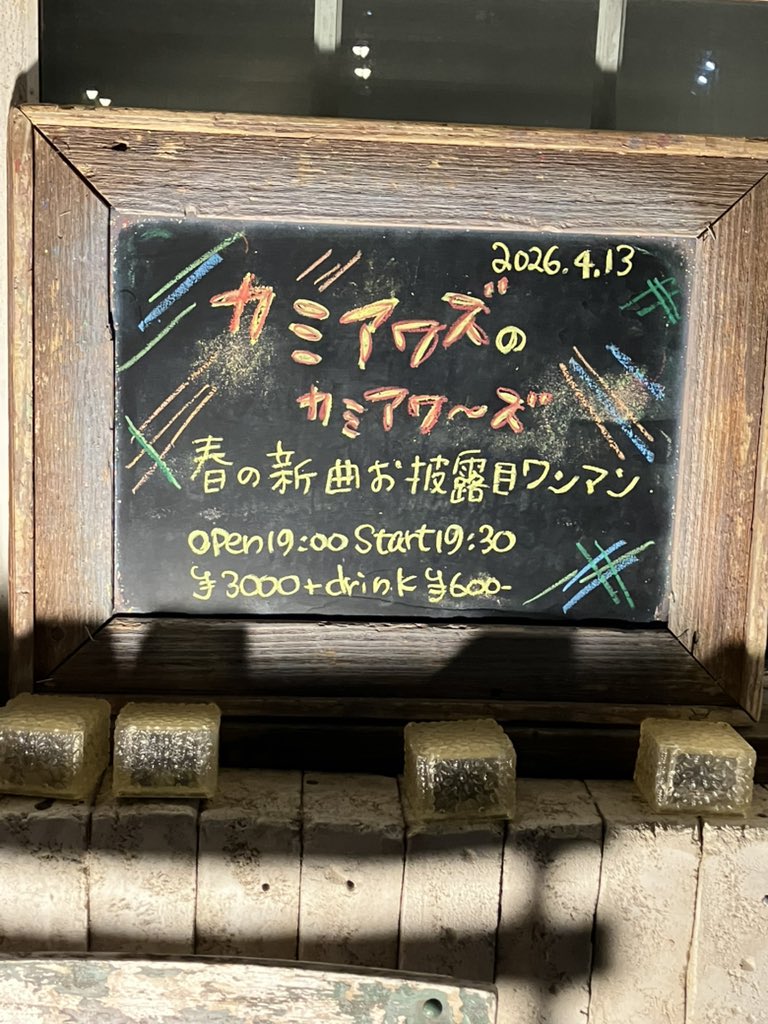 2026.4.13
カミアワズの
カミアワ～ズ
春の新曲お披露目ワンマン
open19:00 Start19:30
¥3000+drink ¥600-